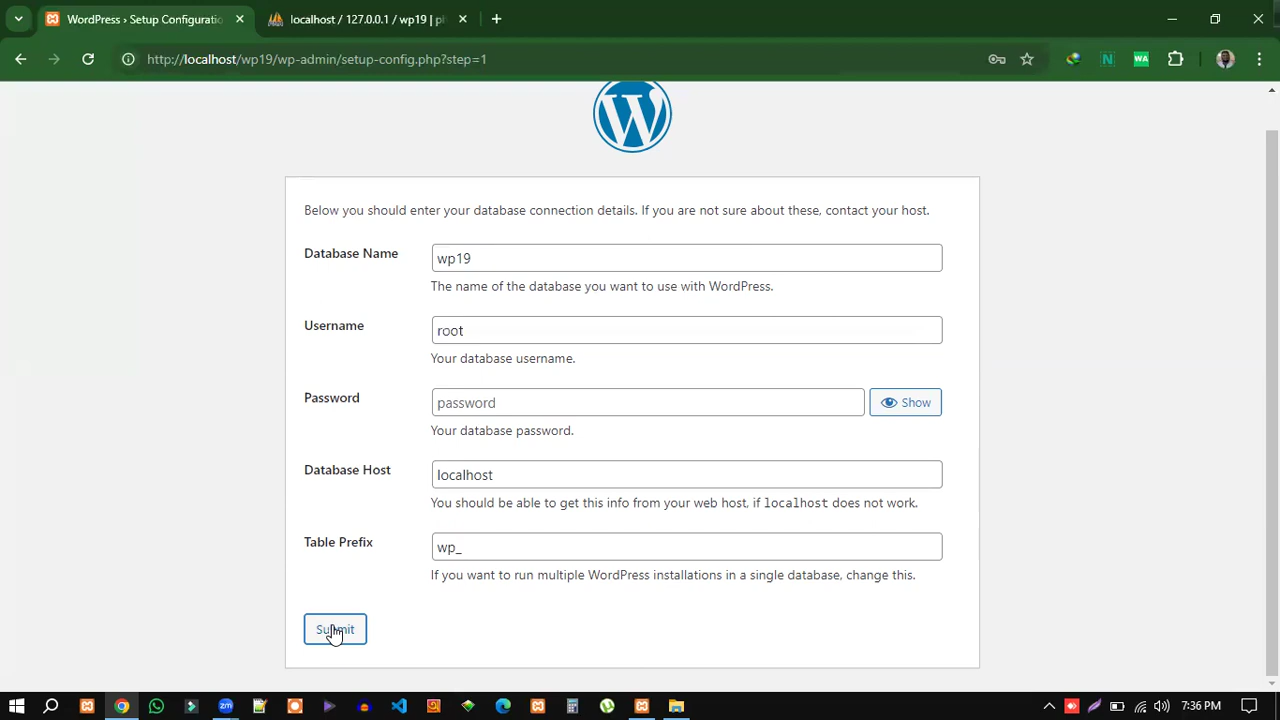 WordPress › Setup Configuratio
localhost / 127.0.0.1 / wp19 | p
http://localhost/wp19/wp-admin/setup-config.php?step=1
N
WA
W
Below you should enter your database connection details. If you are not sure about these, contact your host.
Database Name
wp19
The name of the database you want to use with WordPress.
Username
root
Your database username.
Password
password
Show
Your database password.
Database Host
localhost
You should be able to get this info from your web host, if localhost does not work.
Table Prefix
wp_
If you want to run multiple WordPress installations in a single database, change this.
Submit
zm
7:36 PM